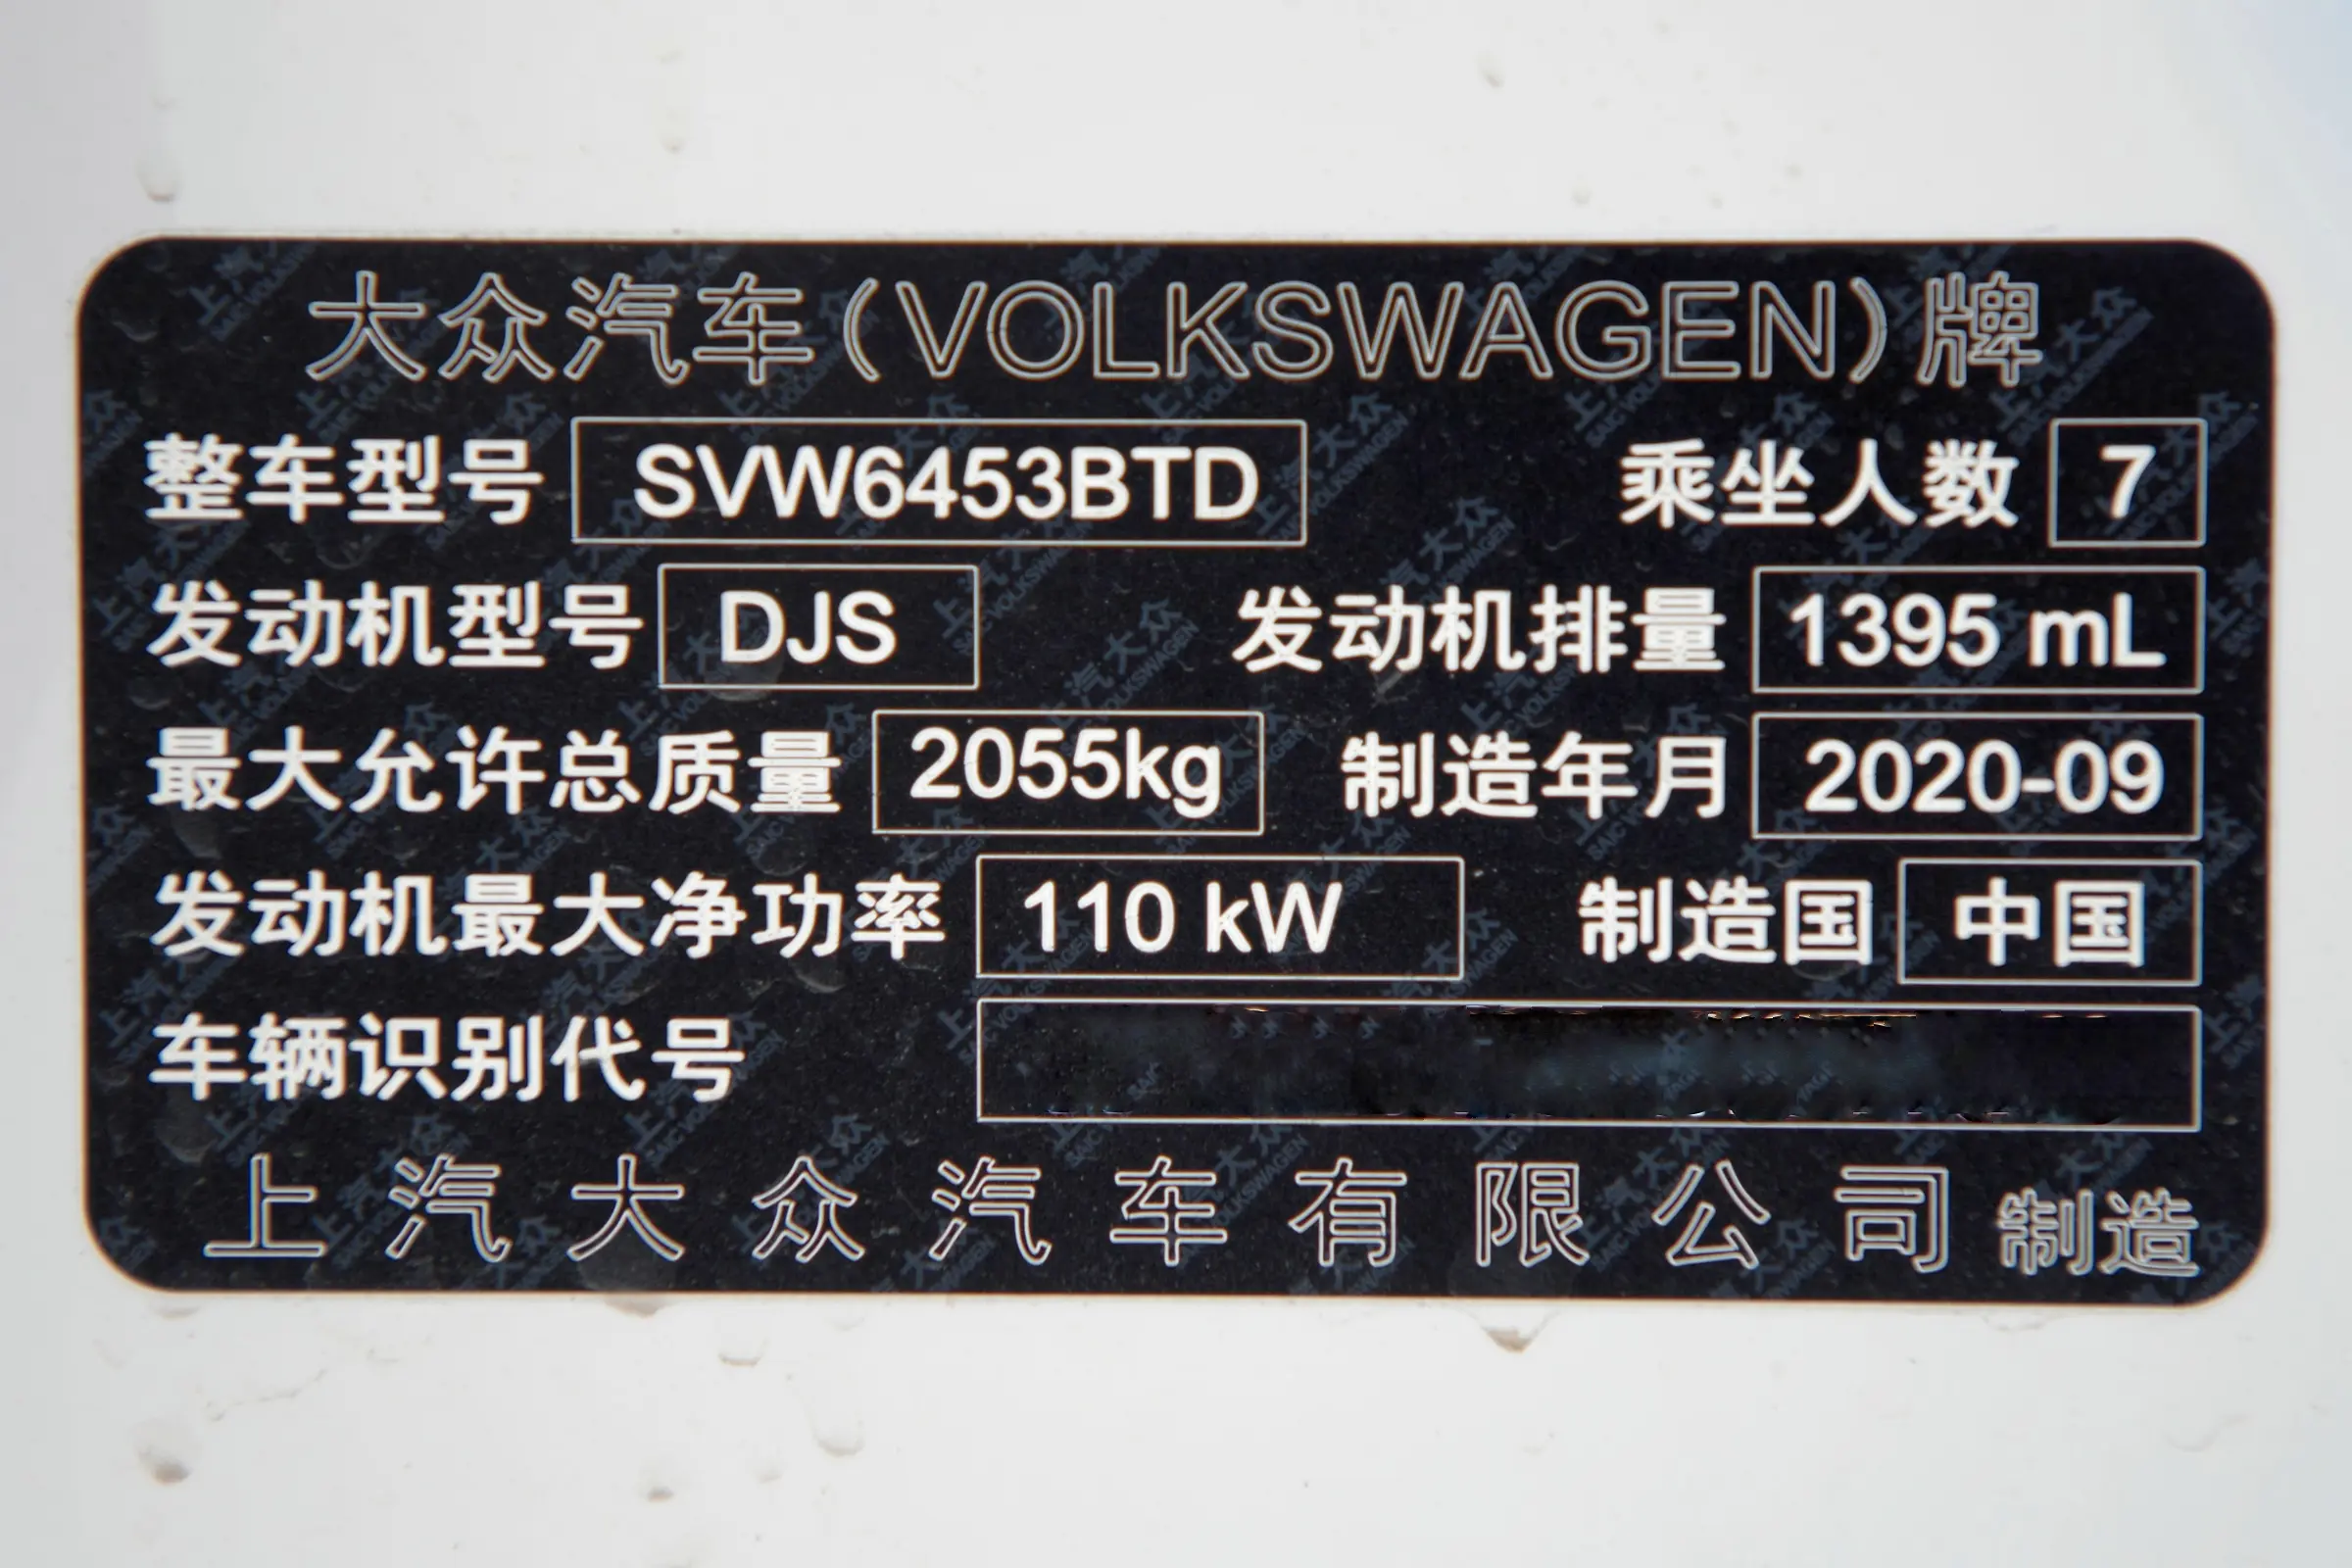 大众汽车(VOLKSWAGEN)牌
整车型号 SVW6453BTD 乘坐人数 7
发动机型号 DJS 发动机排量 1395 mL
最大允许总质量 2055kg 制造年月 2020-09
发动机最大净功率 110 kW 制造国 中国
车辆识别代号
上汽大众汽车有限公司 制造